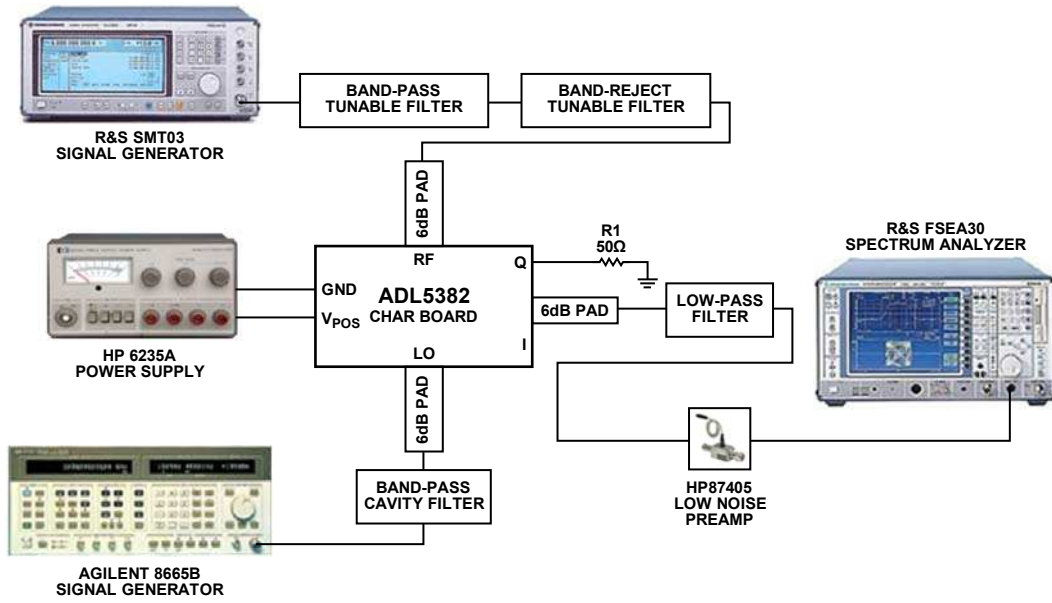 BAND-PASS
TUNABLE FILTER
BAND-REJECT
TUNABLE FILTER
R&S SMT03
SIGNAL GENERATOR
6dB PAD
R1
50Ω
R&S FSEA30
SPECTRUM ANALYZER
RF
Q
GND
ADL5382
CHAR BOARD
VPOS
6dB PAD
LOW-PASS
FILTER
LO
I
HP 6235A
POWER SUPPLY
6dB PAD
BAND-PASS
CAVITY FILTER
HP87405
LOW NOISE
PREAMP
AGILENT 8665B
SIGNAL GENERATOR